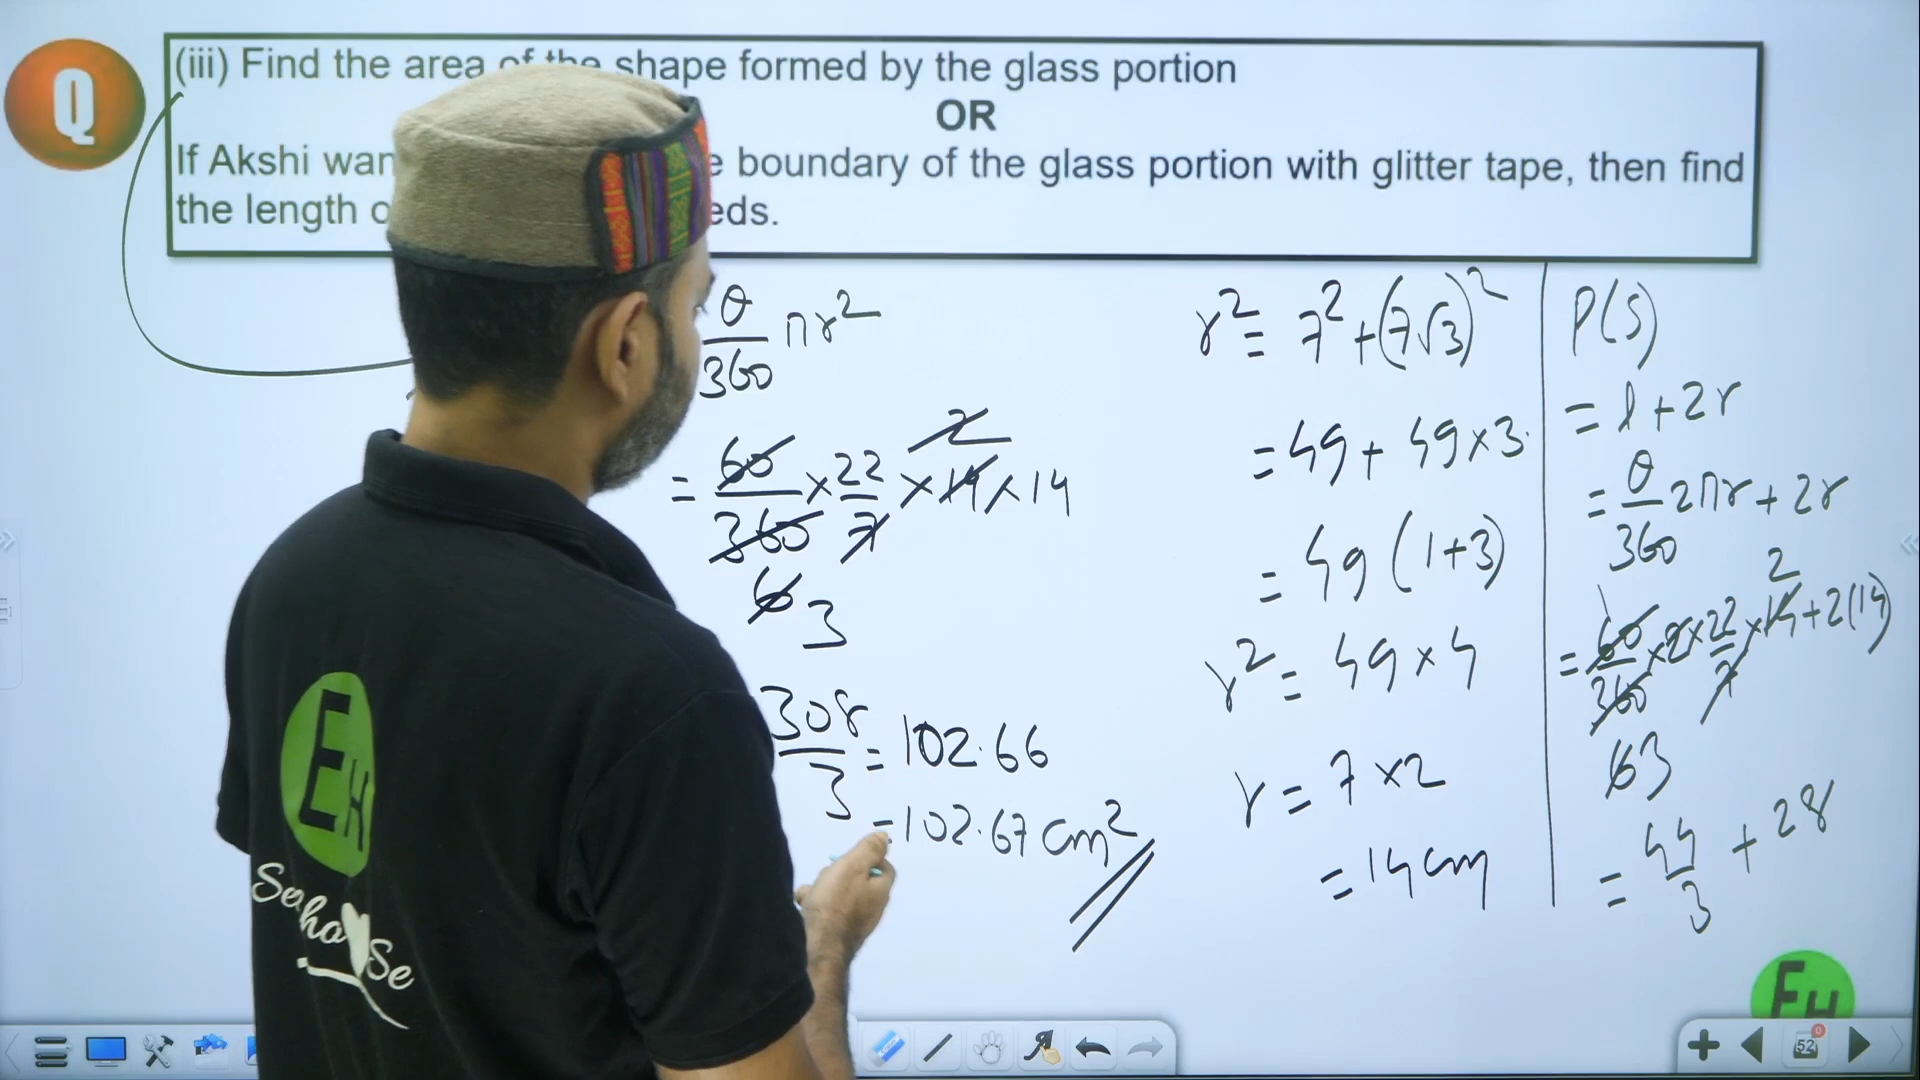 Q
(iii) Find the area of the shape formed by the glass portion
OR
If Akshi wan e boundary of the glass portion with glitter tape, then find
the length o eds.
θ/360 πr²
= 60/360 × 22/7 × 14 × 14
2
6 3
308/3 = 102.66
= 102.67 cm²
r² = 7² + (7√3)²
= 49 + 49×3
= 49 (1+3)
r² = 49 × 4
r = 7 × 2
= 14 cm
P(S)
= l + 2r
= θ/360 2πr + 2r
1 2
= 60/360 × 2 × 22/7 × 14 + 2(14)
63
= 44/3 + 28
EH
EH
52
0